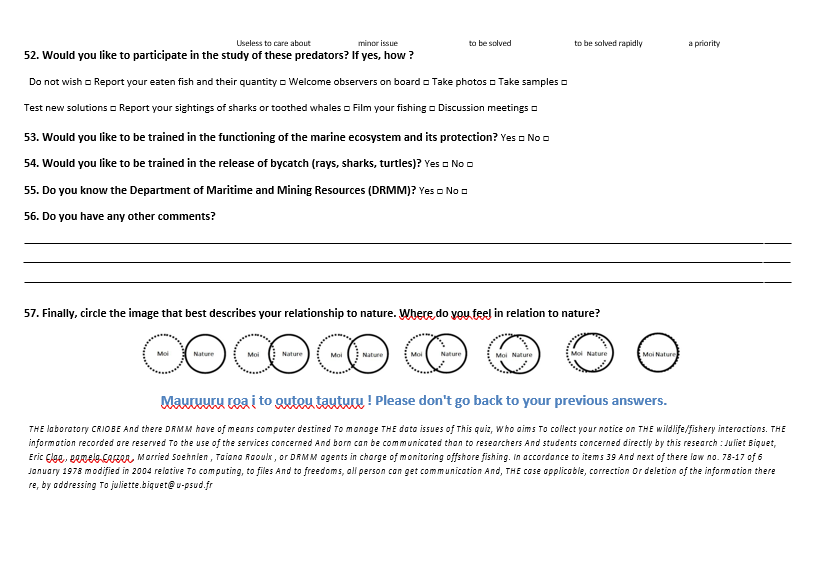 Useless to care about minor issue to be solved to be solved rapidly a priority
52. Would you like to participate in the study of these predators? If yes, how ?
Do not wish □ Report your eaten fish and their quantity □ Welcome observers on board □ Take photos □ Take samples □
Test new solutions □ Report your sightings of sharks or toothed whales □ Film your fishing □ Discussion meetings □
53. Would you like to be trained in the functioning of the marine ecosystem and its protection? Yes □ No □
54. Would you like to be trained in the release of bycatch (rays, sharks, turtles)? Yes □ No □
55. Do you know the Department of Maritime and Mining Resources (DRMM)? Yes □ No □
56. Do you have any other comments?
57. Finally, circle the image that best describes your relationship to nature. Where do you feel in relation to nature?
Moi Nature Moi Nature Moi Nature Moi Nature Moi Nature Moi Nature Moi Nature
Mauruuru roa i to outou tauturu ! Please don't go back to your previous answers.
THE laboratory CRIOBE And there DRMM have of means computer destined To manage THE data issues of This quiz, Who aims To collect your notice on THE wildlife/fishery interactions. THE
information recorded are reserved To the use of the services concerned And born can be communicated than to researchers And students concerned directly by this research : Juliet Biquet,
Eric Clua, pamela Carzon, Married Soehnlen , Taiana Raoulx , or DRMM agents in charge of monitoring offshore fishing. In accordance to items 39 And next of there law no. 78-17 of 6
January 1978 modified in 2004 relative To computing, to files And to freedoms, all person can get communication And, THE case applicable, correction Or deletion of the information there
re, by addressing To juliette.biquet@u-psud.fr